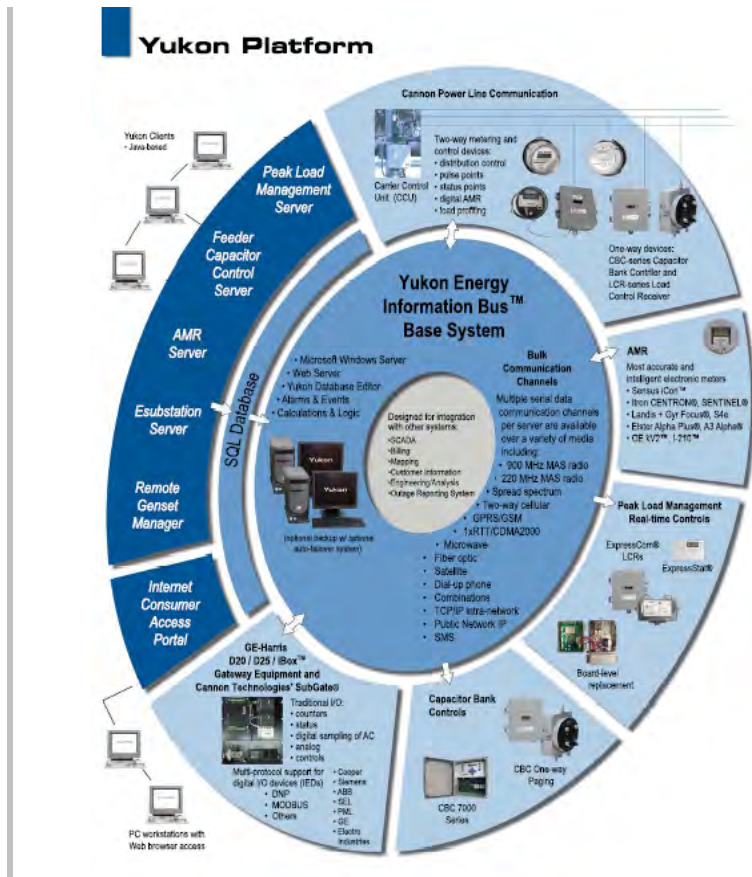 Yukon Platform
Cannon Power Line Communication
Yukon Clients
• Java-based
Two-way metering and
control devices:
• distribution control
• pulse points
• status points
• digital AMR
• load profiling
Carrier Control
Unit (CCU)
One-way devices:
CBC-series Capacitor
Bank Contriler and
LCR-series Load
Control Receiver
Peak Load
Management
Server
Feeder
Capacitor
Control
Server
AMR
Server
Esubstation
Server
Remote
Genset
Manager
Internet
Consumer
Access
Portal
SQL Database
Yukon Energy
Information Bus™
Base System
• Microsoft Windows Server
• Web Server
• Yukon Database Editor
• Alarms & Events
• Calculations & Logic
Yukon
Yukon
(optional backup w/ optional
auto-failover system)
Designed for integration
with other systems:
•SCADA
•Billing
•Mapping
•Customer Information
•Engineering/Analysis
•Outage Reporting System
Bulk
Communication
Channels
Multiple serial data
communication channels
per server are available
over a variety of media
including:
• 900 MHz MAS radio
• 220 MHz MAS radio
• Spread spectrum
• Two-way cellular
• GPRS/GSM
• 1xRTT/CDMA2000
• Microwave
• Fiber optic
• Satellite
• Dial-up phone
• Combinations
• TCP/IP intra-network
• Public Network IP
• SMS
AMR
Most accurate and
intelligent electronic meters
• Sensus iCon™
• Itron CENTRON®, SENTINEL®
• Landis + Gyr Focus®, S4e
• Elster Alpha Plus®, A3 Alpha®
• GE kV2™, I-210™
Peak Load Management
Real-time Controls
ExpressCom®
LCRs
ExpressStat®
Board-level
replacement
Capacitor Bank
Controls
CBC One-way
Paging
CBC 7000
Series
GE-Harris
D20 / D25 / iBox™
Gateway Equipment and
Cannon Technologies' SubGate®
Traditional I/O:
• counters
• status
• digital sampling of AC
• analog
• controls
Multi-protocol support for
digital I/O devices (IEDs)
• DNP
• MODBUS
• Others
• Cooper
• Siemens
• ABB
• SEL
• PML
• GE
• Electro
Industries
PC workstations with
Web browser access